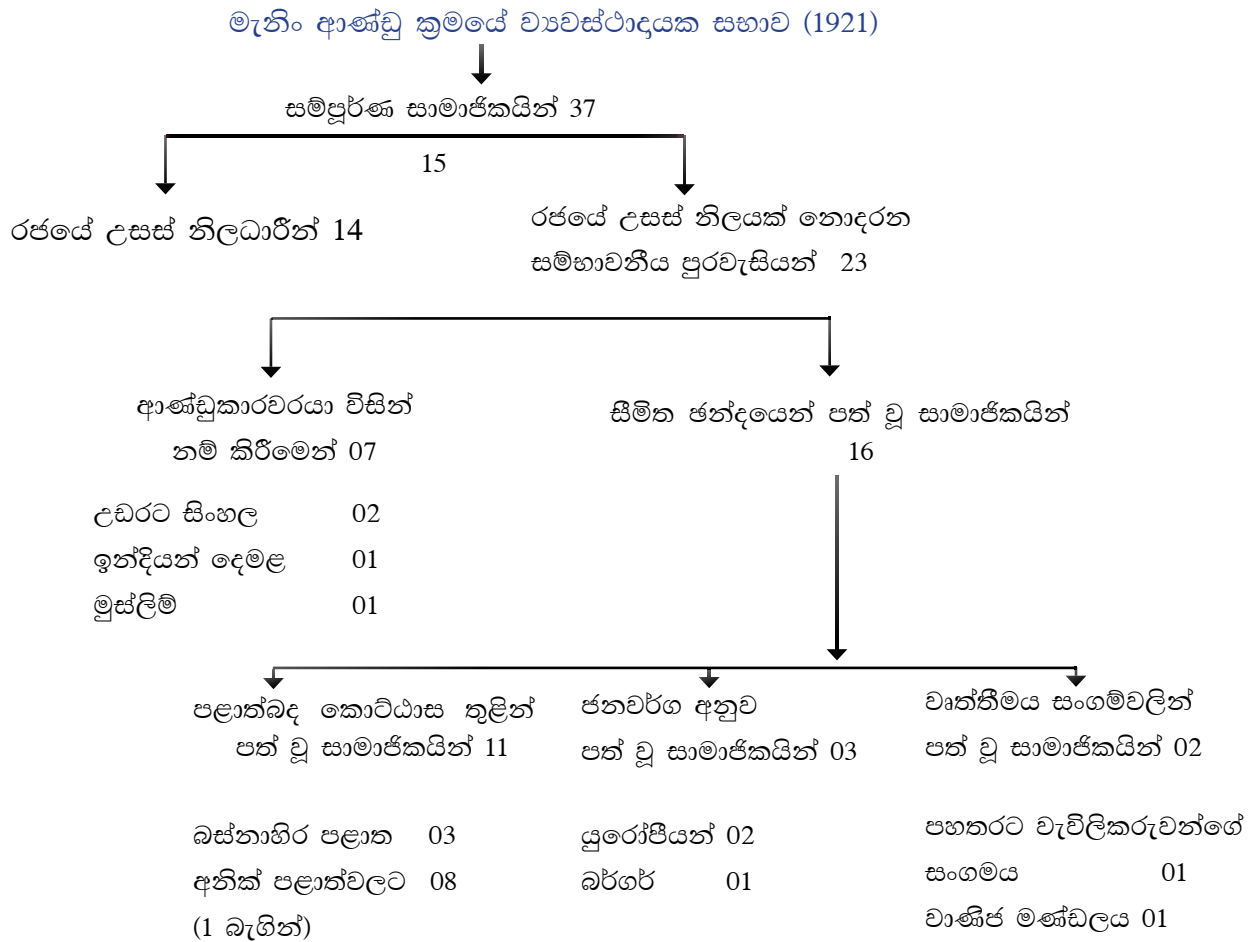 මැනිං ආණ්ඩු ක්‍රමයේ ව්‍යවස්ථාදායක සභාව (1921)
සම්පූර්ණ සාමාජිකයින් 37
15
රජයේ උසස් නිලධාරීන් 14
රජයේ උසස් නිලයක් නොදරන
සම්භාවනීය පුරවැසියන් 23
ආණ්ඩුකාරවරයා විසින්
නම් කිරීමෙන් 07
උඩරට සිංහල 02
ඉන්දියන් දෙමළ 01
මුස්ලිම් 01
සීමිත ඡන්දයෙන් පත් වූ සාමාජිකයින්
16
පළාත්බද කොට්ඨාස තුළින්
පත් වූ සාමාජිකයින් 11
බස්නාහිර පළාත 03
අනික් පළාත්වලට 08
(1 බැගින්)
ජනවර්ග අනුව
පත් වූ සාමාජිකයින් 03
යුරෝපීයන් 02
බර්ගර් 01
වෘත්තීමය සංගම්වලින්
පත් වූ සාමාජිකයින් 02
පහතරට වැවිලිකරුවන්ගේ
සංගමය 01
වාණිජ මණ්ඩලය 01